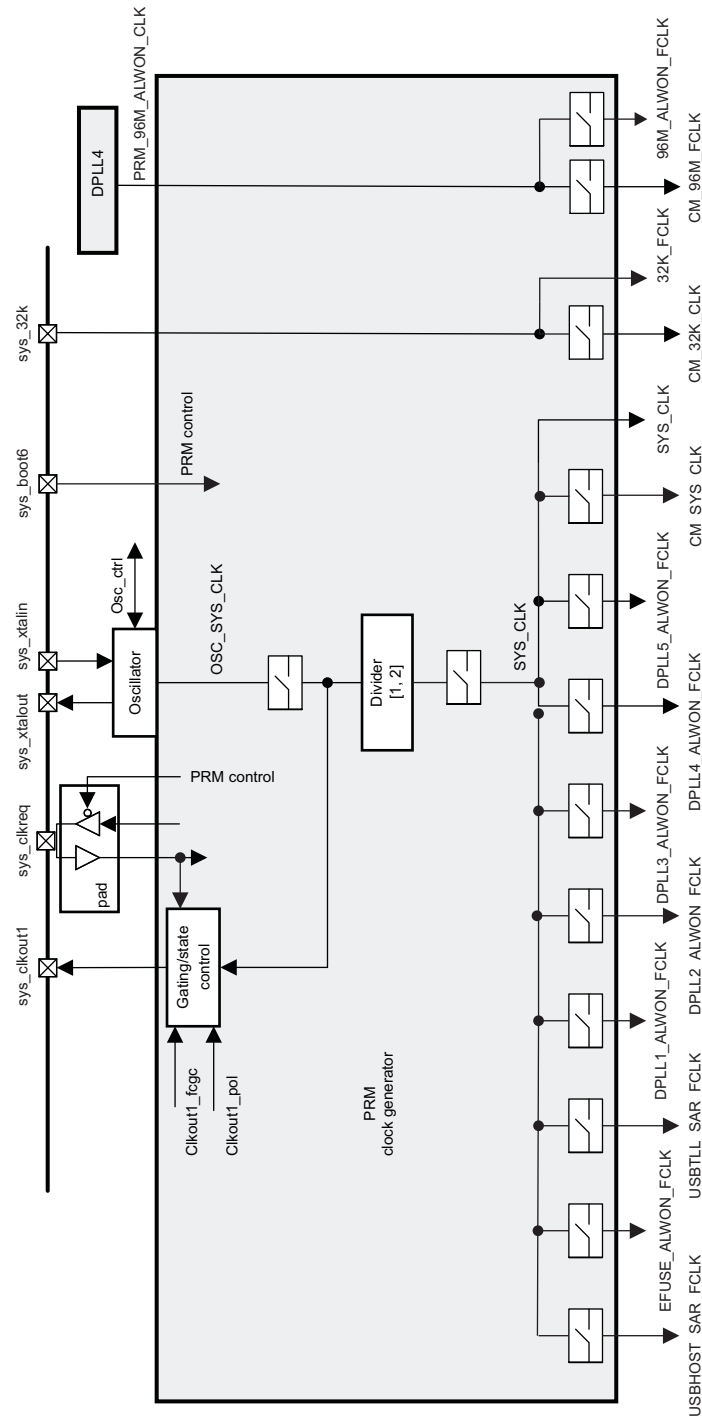 sys_clkout1
sys_clkreq
sys_xtalout
sys_xtalin
sys_boot6
sys_32k
pad
Oscillator
Osc_ctrl
DPLL4
PRM_96M_ALWON_CLK
PRM control
PRM control
Gating/state
control
Clkout1_fcgc
Clkout1_pol
OSC_SYS_CLK
Divider
[1, 2]
PRM
clock generator
SYS_CLK
USBHOST_SAR_FCLK
EFUSE_ALWON_FCLK
USBTLL_SAR_FCLK
DPLL1_ALWON_FCLK
DPLL2_ALWON_FCLK
DPLL3_ALWON_FCLK
DPLL4_ALWON_FCLK
DPLL5_ALWON_FCLK
CM_SYS_CLK
SYS_CLK
CM_32K_CLK
32K_FCLK
CM_96M_FCLK
96M_ALWON_FCLK